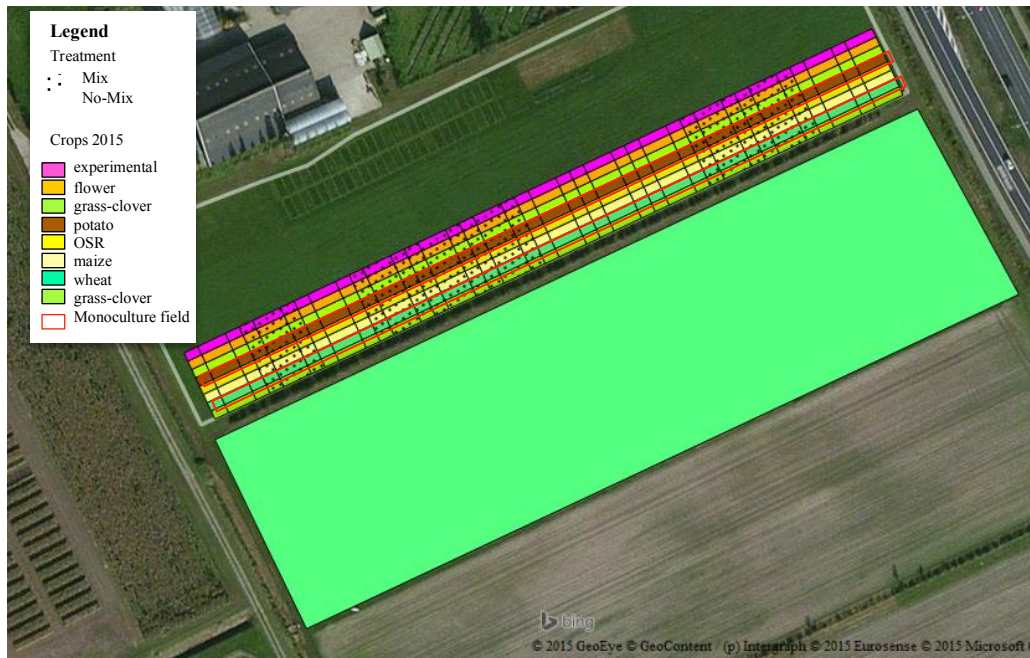 Legend
Treatment
Mix
No-Mix
Crops 2015
experimental
flower
grass-clover
potato
OSR
maize
wheat
grass-clover
Monoculture field
bing
© 2015 GeoEye © GeoContent / (p) Intergraph © 2015 Eurosense © 2015 Microsoft